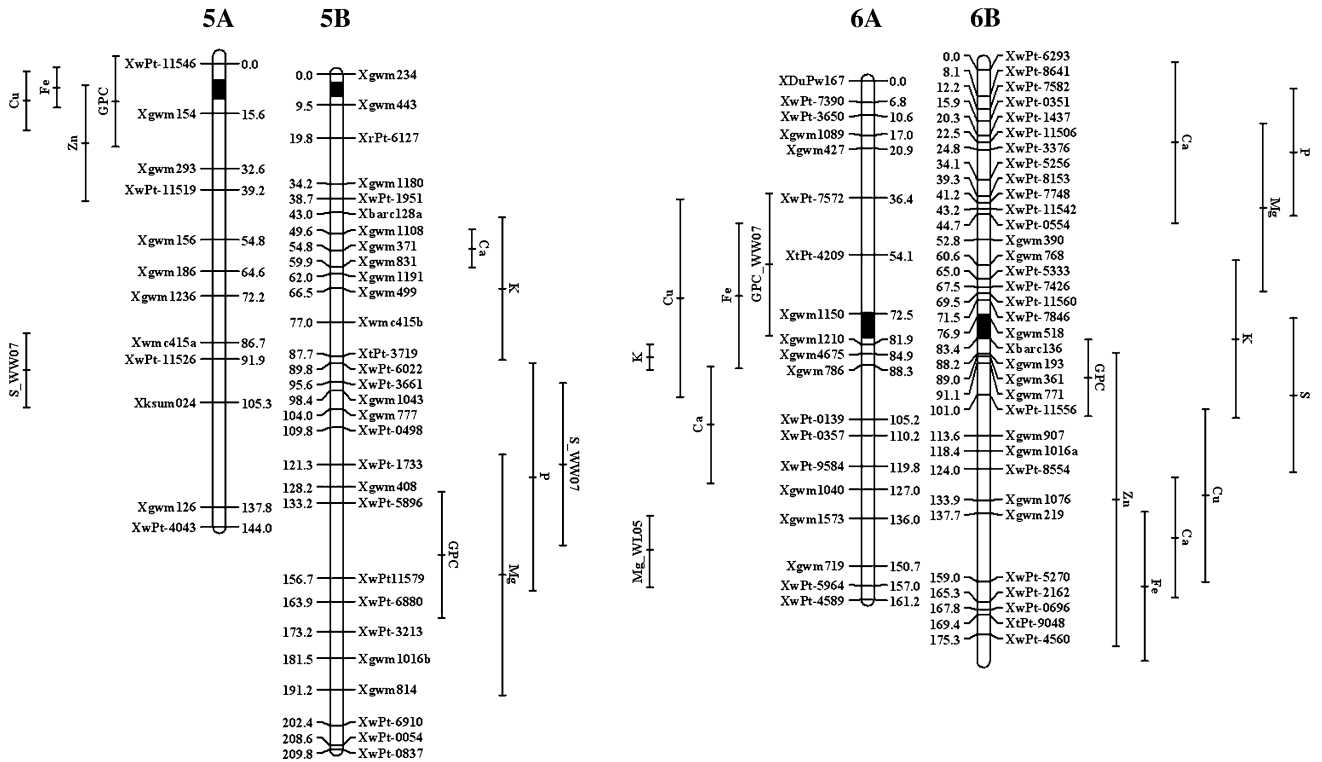 5A 5B 6A 6B
Cu
Fe
Zn
GPC
S_WW07
XwPt-11546 0.0
Xgwm154 15.6
Xgwm293 32.6
XwPt-11519 39.2
Xgwm156 54.8
Xgwm186 64.6
Xgwm1236 72.2
Xwmc415a 86.7
XwPt-11526 91.9
Xksum024 105.3
Xgwm126 137.8
XwPt-4043 144.0
0.0 Xgwm234
9.5 Xgwm443
19.8 XrPt-6127
34.2 Xgwm1180
38.7 XwPt-1951
43.0 Xbarc128a
49.6 Xgwm1108
54.8 Xgwm371
59.9 Xgwm831
62.0 Xgwm1191
66.5 Xgwm499
77.0 Xwmc415b
87.7 XtPt-3719
89.8 XwPt-6022
95.6 XwPt-3661
98.4 Xgwm1043
104.0 Xgwm777
109.8 XwPt-0498
121.3 XwPt-1733
128.2 Xgwm408
133.2 XwPt-5896
156.7 XwPt11579
163.9 XwPt-6880
173.2 XwPt-3213
181.5 Xgwm1016b
191.2 Xgwm814
202.4 XwPt-6910
208.6 XwPt-0054
209.8 XwPt-0837
GPC
Ca
K
Mg
P
S_WW07
K
Mg_WL05
Cu
Ca
Fe
GPC_WW07
XDuPw167 0.0
XwPt-7390 6.8
XwPt-3650 10.6
Xgwm1089 17.0
Xgwm427 20.9
XwPt-7572 36.4
XtPt-4209 54.1
Xgwm1150 72.5
Xgwm1210 81.9
Xgwm4675 84.9
Xgwm786 88.3
XwPt-0139 105.2
XwPt-0357 110.2
XwPt-9584 119.8
Xgwm1040 127.0
Xgwm1573 136.0
Xgwm719 150.7
XwPt-5964 157.0
XwPt-4589 161.2
0.0 XwPt-6293
8.1 XwPt-8641
12.2 XwPt-7582
15.9 XwPt-0351
20.3 XwPt-1437
22.5 XwPt-11506
24.8 XwPt-3376
34.1 XwPt-5256
39.3 XwPt-8153
41.2 XwPt-7748
43.2 XwPt-11542
44.7 XwPt-0554
52.8 Xgwm390
60.6 Xgwm768
65.0 XwPt-5333
67.5 XwPt-7426
69.5 XwPt-11560
71.5 XwPt-7846
76.9 Xgwm518
83.4 Xbarc136
88.2 Xgwm193
89.0 Xgwm361
91.1 Xgwm771
101.0 XwPt-11556
113.6 Xgwm907
118.4 Xgwm1016a
124.0 XwPt-8554
133.9 Xgwm1076
137.7 Xgwm219
159.0 XwPt-5270
165.3 XwPt-2162
167.8 XwPt-0696
169.4 XtPt-9048
175.3 XwPt-4560
GPC
Zn
Fe
Ca
Ca
Cu
K
Mg
P
S